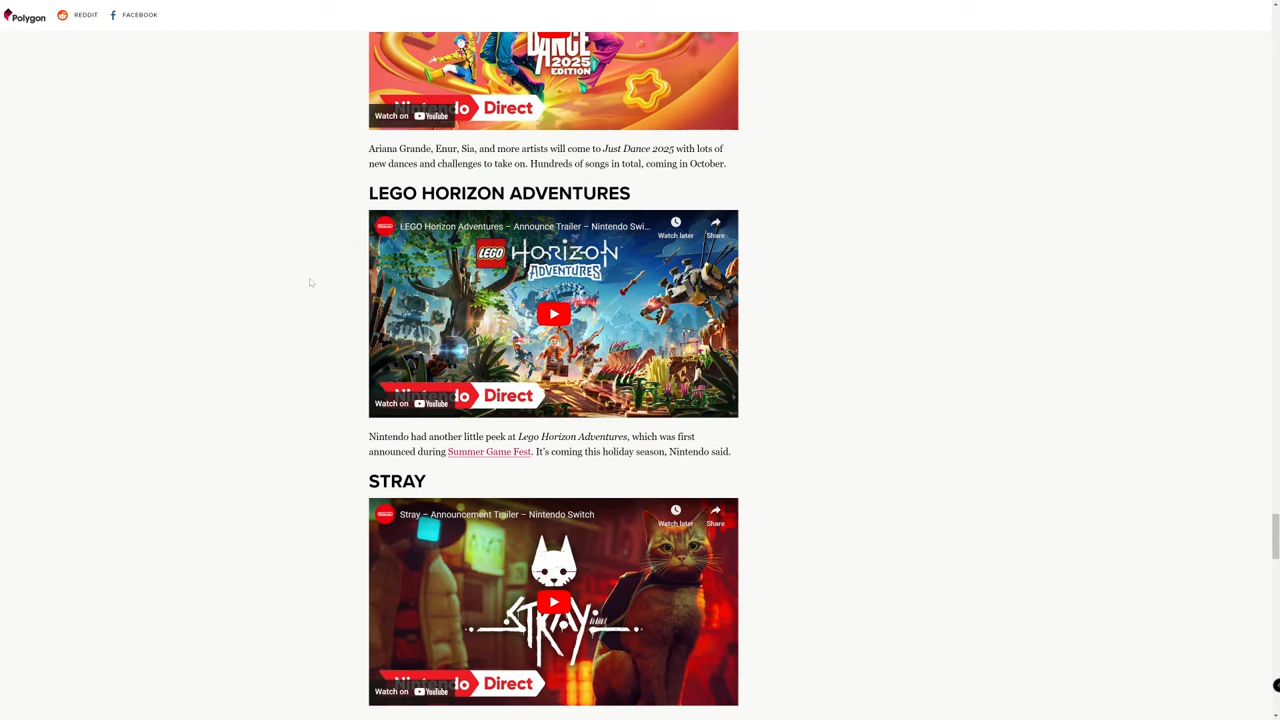 Polygon
REDDIT
FACEBOOK
DANCE
2025
EDITION
Nintendo Direct
Watch on YouTube
Ariana Grande, Enur, Sia, and more artists will come to Just Dance 2025 with lots of
new dances and challenges to take on. Hundreds of songs in total, coming in October.
LEGO HORIZON ADVENTURES
LEGO Horizon Adventures – Announce Trailer – Nintendo Swi...
Watch later
Share
LEGO HORIZON
ADVENTURES
Nintendo Direct
Watch on YouTube
Nintendo had another little peek at Lego Horizon Adventures, which was first
announced during Summer Game Fest. It's coming this holiday season, Nintendo said.
STRAY
Stray – Announcement Trailer – Nintendo Switch
Watch later
Share
STRAY
Nintendo Direct
Watch on YouTube